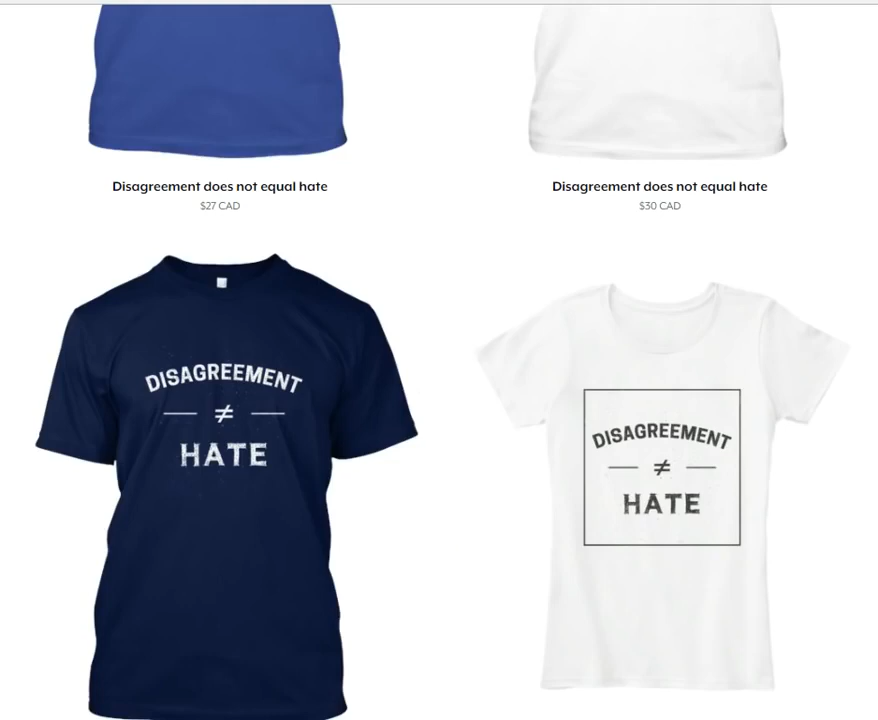 Disagreement does not equal hate
$27 CAD
Disagreement does not equal hate
$30 CAD
DISAGREEMENT
≠
HATE
DISAGREEMENT
≠
HATE